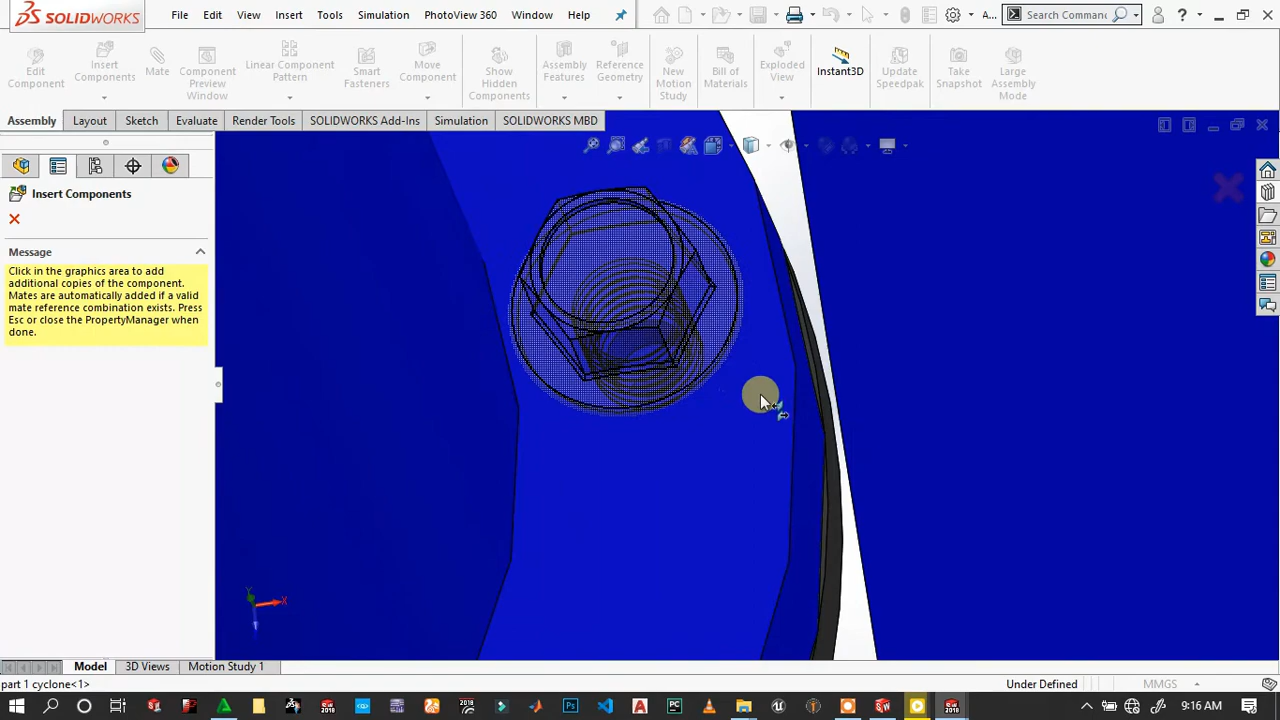 SOLIDWORKS File Edit View Insert Tools Simulation PhotoView 360 Window Help A... Search Comman ?
Edit Component
Insert Components
Mate
Component Preview Window
Linear Component Pattern
Smart Fasteners
Move Component
Show Hidden Components
Assembly Features
Reference Geometry
New Motion Study
Bill of Materials
Exploded View
Instant3D
Update Speedpak
Take Snapshot
Large Assembly Mode
Assembly Layout Sketch Evaluate Render Tools SOLIDWORKS Add-Ins Simulation SOLIDWORKS MBD
Insert Components
Message
Click in the graphics area to add
additional copies of the component.
Mates are automatically added if a valid
mate reference combination exists. Press
Esc or close the PropertyManager when
done.
Y X
Model 3D Views Motion Study 1
part 1 cyclone<1> Under Defined MMGS
9:16 AM